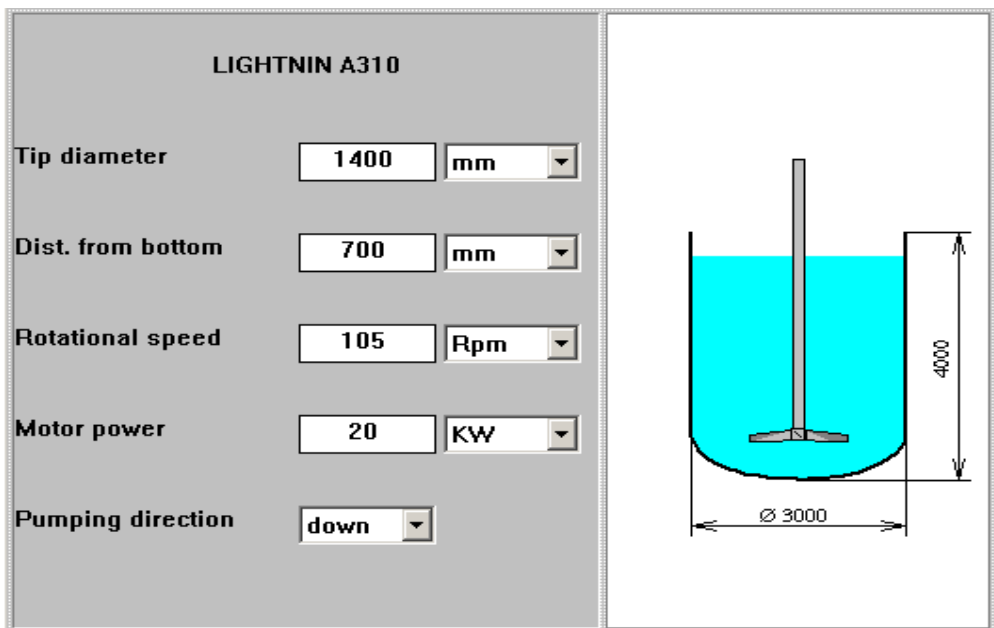 LIGHTNIN A310
Tip diameter 1400 mm
Dist. from bottom 700 mm
Rotational speed 105 Rpm
Motor power 20 KW
Pumping direction down
4000
Ø 3000